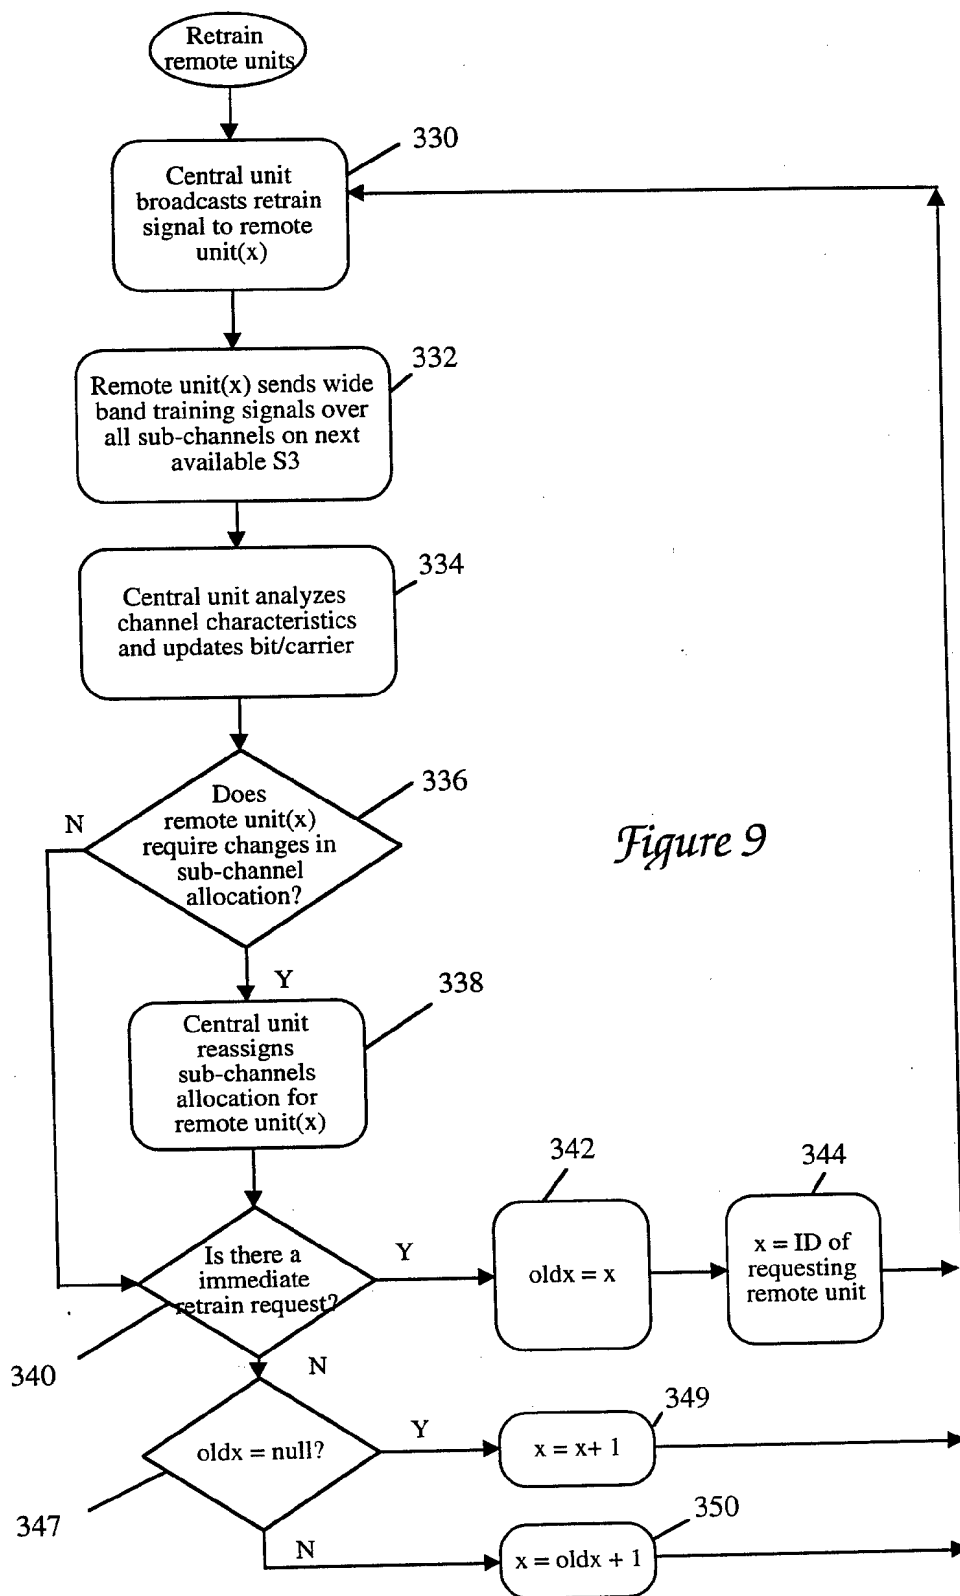 Retrain
remote units
330
Central unit
broadcasts retrain
signal to remote
unit(x)
332
Remote unit(x) sends wide
band training signals over
all sub-channels on next
available S3
334
Central unit analyzes
channel characteristics
and updates bit/carrier
336
Does
remote unit(x)
require changes in
sub-channel
allocation?
N
Figure 9
Y
338
Central unit
reassigns
sub-channels
allocation for
remote unit(x)
342
344
Is there a
immediate
retrain request?
Y
oldx = x
x = ID of
requesting
remote unit
340
N
349
oldx = null?
Y
x = x+ 1
347
350
N
x = oldx + 1